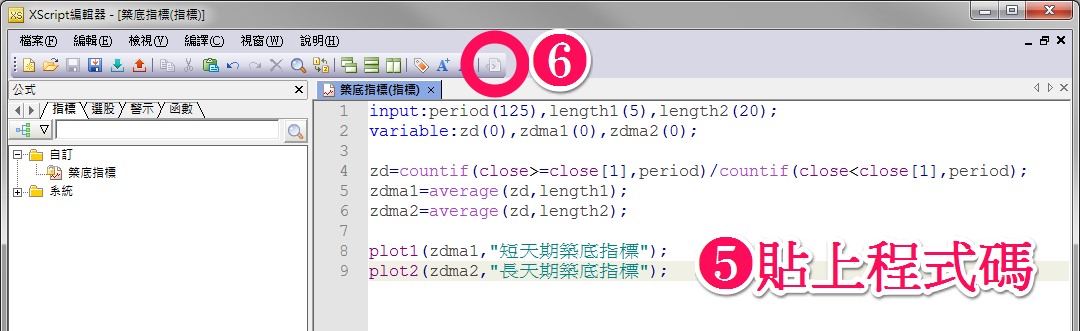 XS XScript編輯器 - [築底指標(指標)]
檔案(F) 編輯(E) 檢視(V) 編譯(C) 視窗(W) 說明(H)
6
公式
指標 選股 警示 函數
自訂
築底指標
系統
築底指標(指標)
1 input:period(125),length1(5),length2(20);
2 variable:zd(0),zdma1(0),zdma2(0);
3
4 zd=countif(close>=close[1],period)/countif(close<close[1],period);
5 zdma1=average(zd,length1);
6 zdma2=average(zd,length2);
7
8 plot1(zdma1,"短天期築底指標");
9 plot2(zdma2,"長天期築底指標");
5貼上程式碼